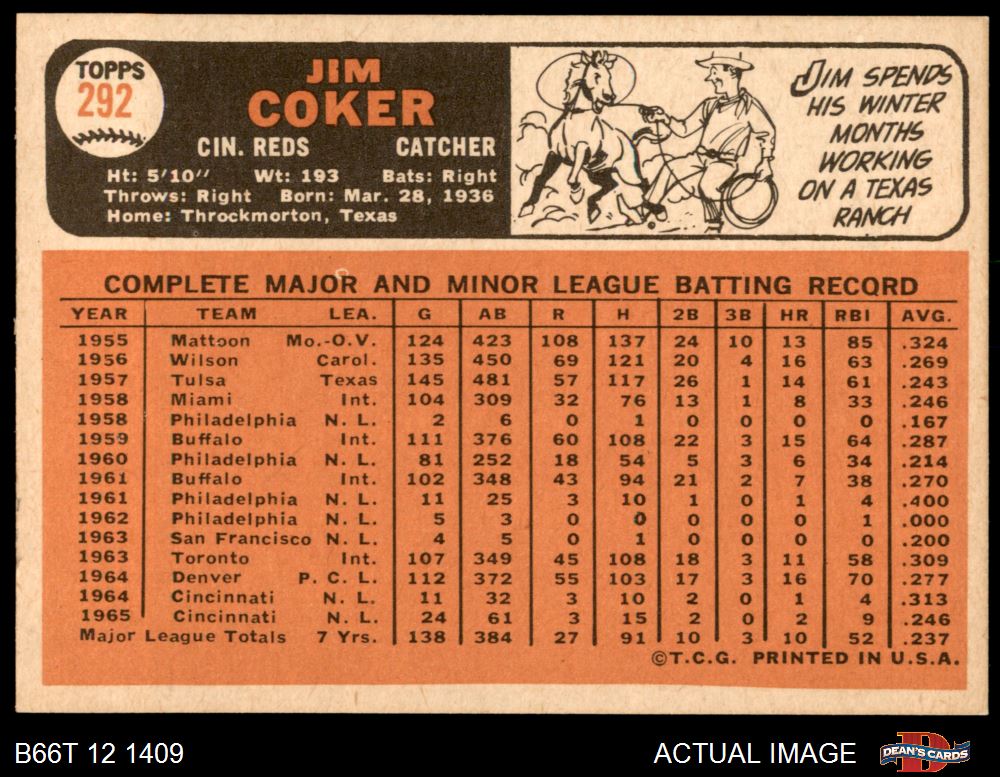 TOPPS
292
JIM
COKER
CIN. REDS CATCHER
Ht: 5'10" Wt: 193 Bats: Right
Throws: Right Born: Mar. 28, 1936
Home: Throckmorton, Texas
JIM SPENDS
HIS WINTER
MONTHS
WORKING
ON A TEXAS
RANCH
COMPLETE MAJOR AND MINOR LEAGUE BATTING RECORD
YEAR TEAM LEA. G AB R H 2B 3B HR RBI AVG.
1955 Mattoon Mo.-O.V. 124 423 108 137 24 10 13 85 .324
1956 Wilson Carol. 135 450 69 121 20 4 16 63 .269
1957 Tulsa Texas 145 481 57 117 26 1 14 61 .243
1958 Miami Int. 104 309 32 76 13 1 8 33 .246
1958 Philadelphia N. L. 2 6 0 1 0 0 0 0 .167
1959 Buffalo Int. 111 376 60 108 22 3 15 64 .287
1960 Philadelphia N. L. 81 252 18 54 5 3 6 34 .214
1961 Buffalo Int. 102 348 43 94 21 2 7 38 .270
1961 Philadelphia N. L. 11 25 3 10 1 0 1 4 .400
1962 Philadelphia N. L. 5 3 0 0 0 0 0 1 .000
1963 San Francisco N. L. 4 5 0 1 0 0 0 0 .200
1963 Toronto Int. 107 349 45 108 18 3 11 58 .309
1964 Denver P. C. L. 112 372 55 103 17 3 16 70 .277
1964 Cincinnati N. L. 11 32 3 10 2 0 1 4 .313
1965 Cincinnati N. L. 24 61 3 15 2 0 2 9 .246
Major League Totals 7 Yrs. 138 384 27 91 10 3 10 52 .237
©T.C.G. PRINTED IN U.S.A.
B66T 12 1409 ACTUAL IMAGE DEAN'S CARDS